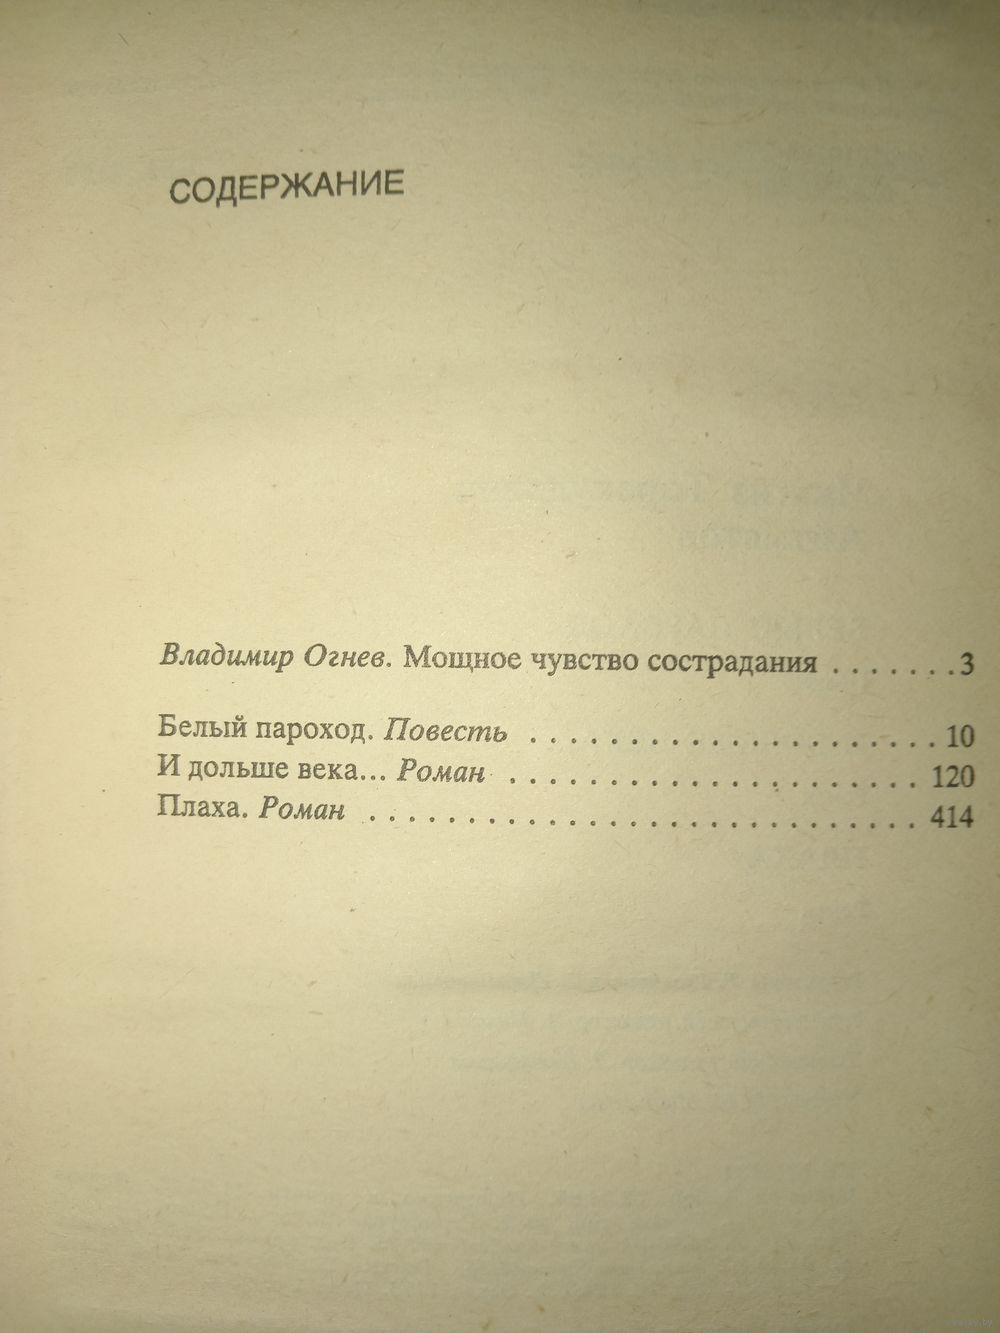 СОДЕРЖАНИЕ
Владимир Огнев. Мощное чувство сострадания . . . . . . . 3
Белый пароход. Повесть . . . . . . . . . . . . . . . . . . . . . 10
И дольше века... Роман . . . . . . . . . . . . . . . . . . . . . 120
Плаха. Роман . . . . . . . . . . . . . . . . . . . . . . . . . . . . 414